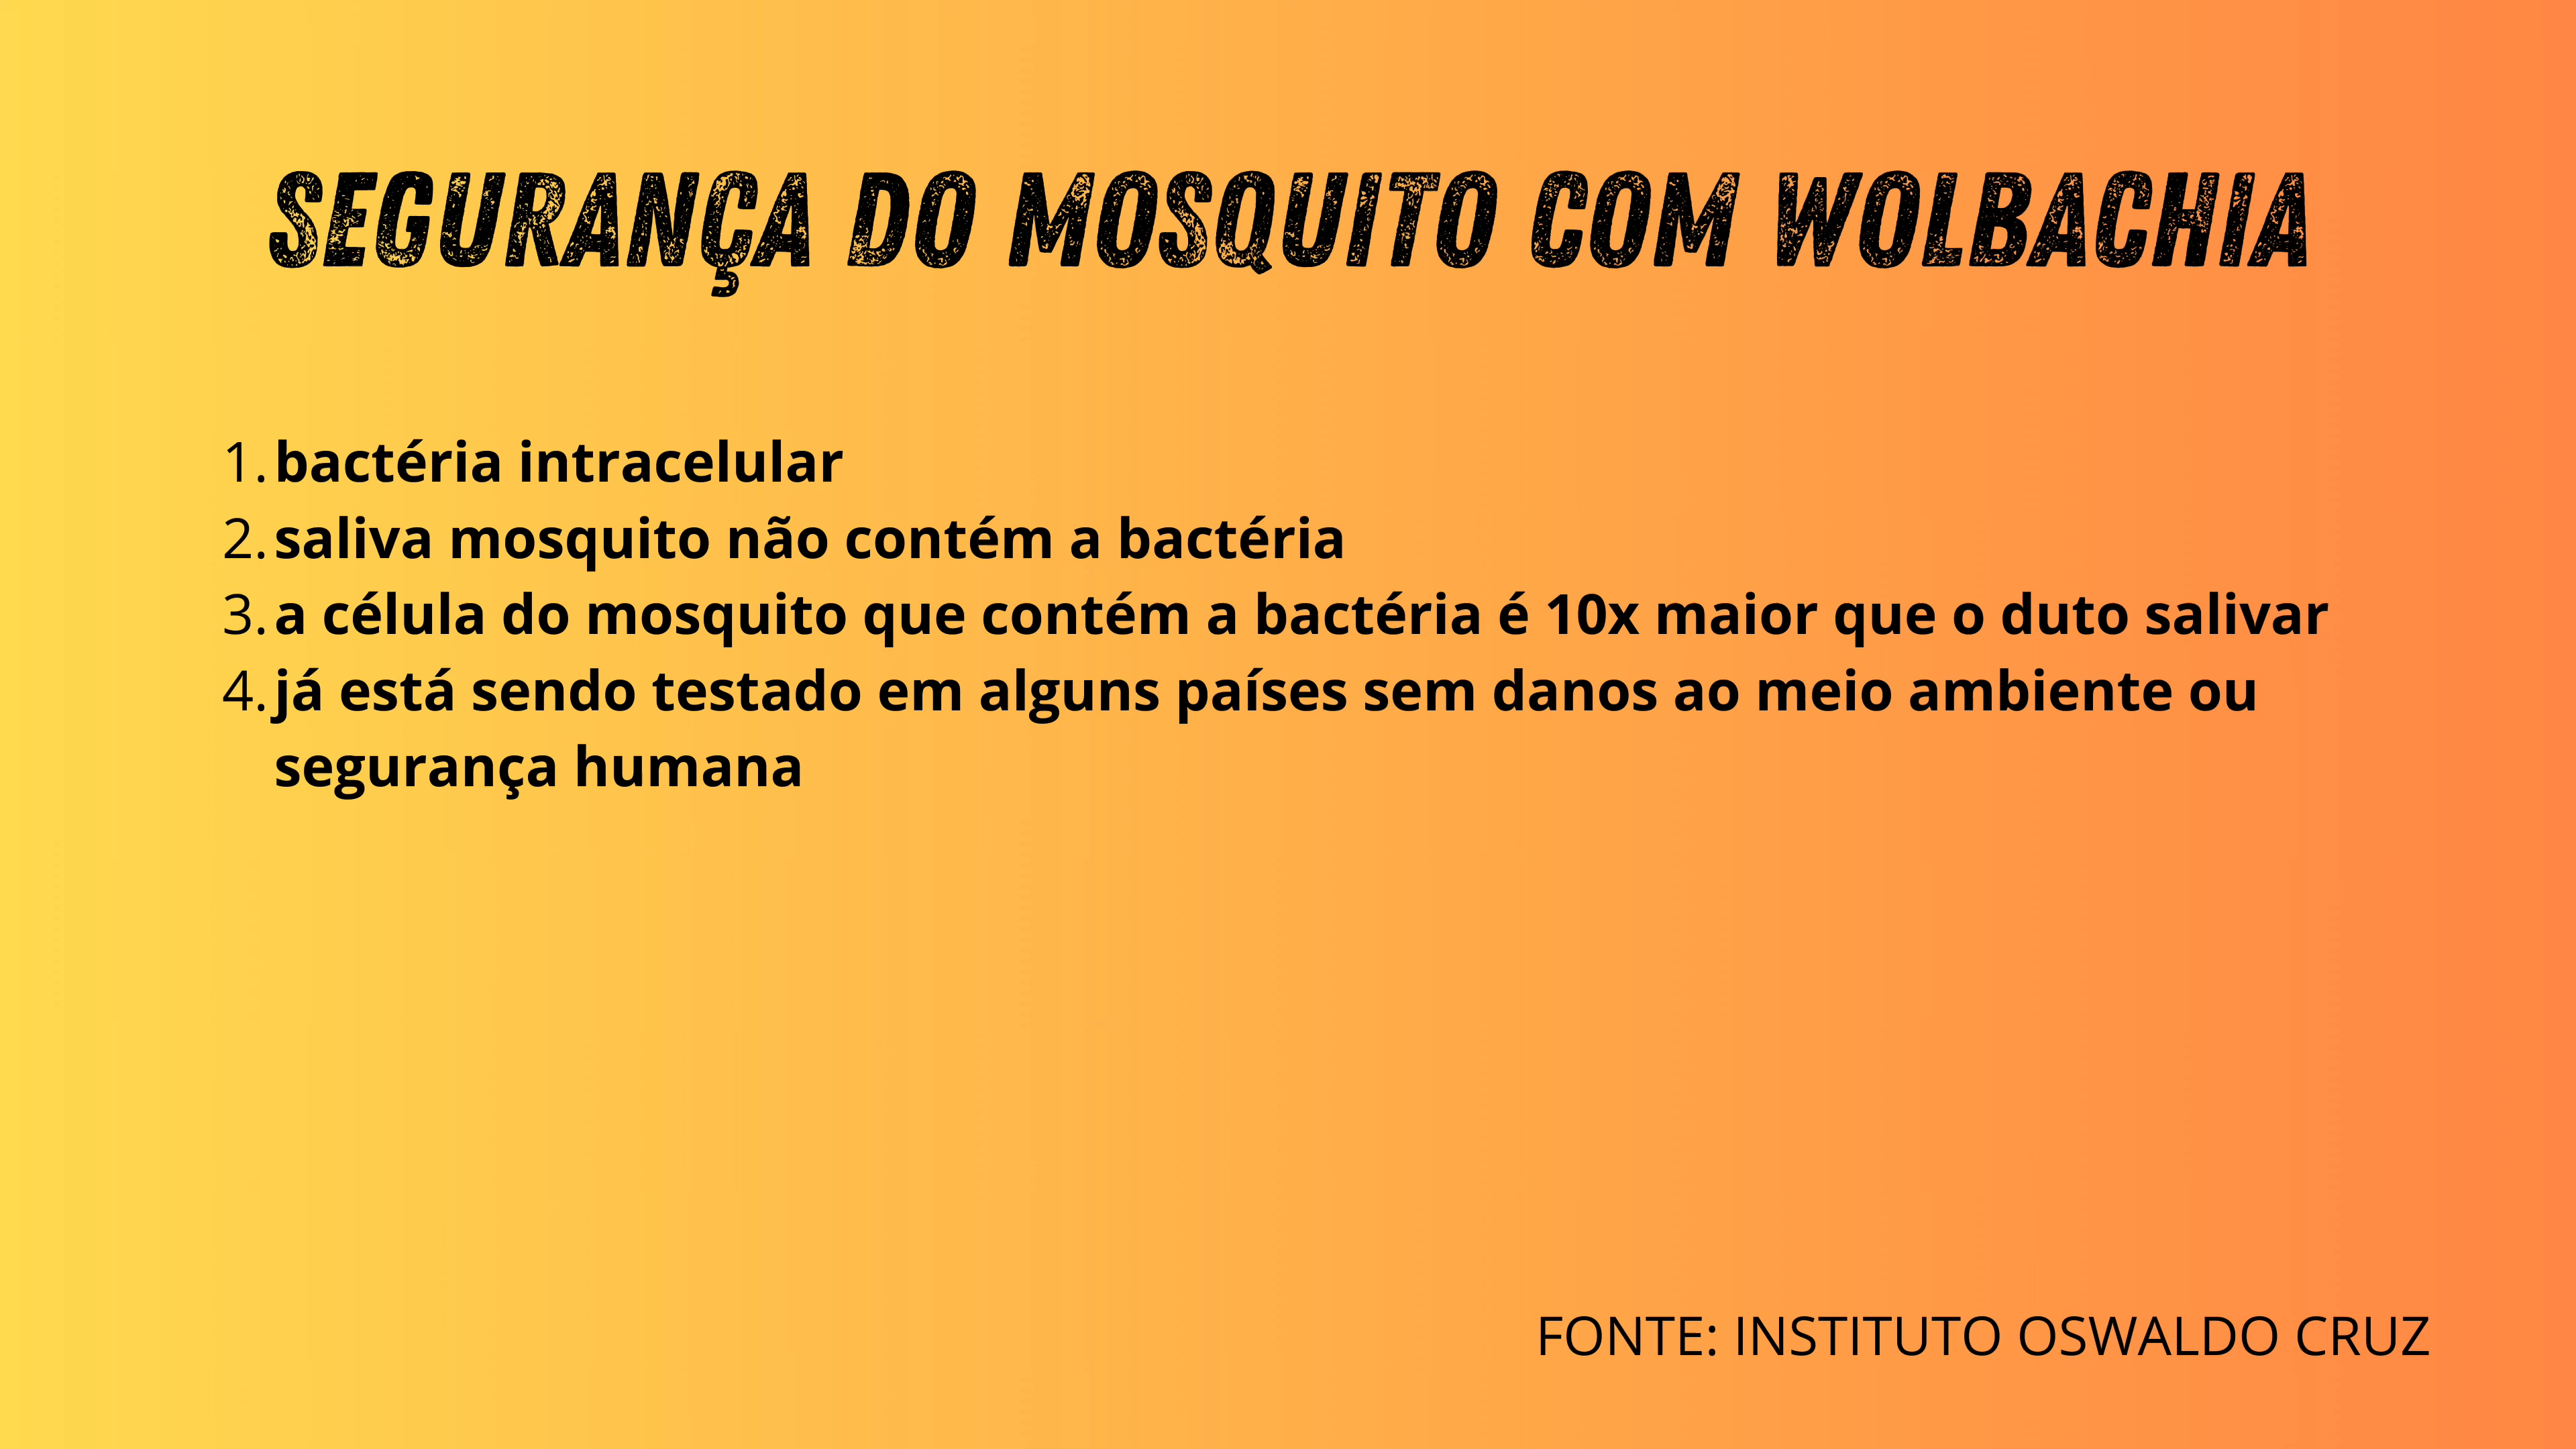 SEGURANÇA DO MOSQUITO COM WOLBACHIA
1. bactéria intracelular
2. saliva mosquito não contém a bactéria
3. a célula do mosquito que contém a bactéria é 10x maior que o duto salivar
4. já está sendo testado em alguns países sem danos ao meio ambiente ou
segurança humana
FONTE: INSTITUTO OSWALDO CRUZ